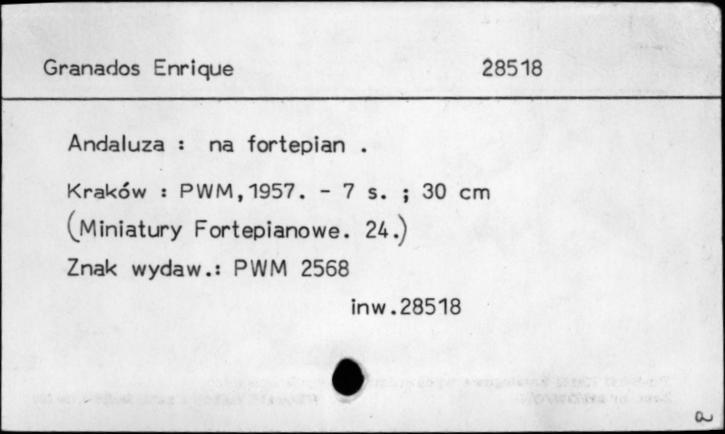 Granados Enrique 28518
Andaluza : na fortepian .
Kraków : PWM,1957. - 7 s. ; 30 cm
(Miniatury Fortepianowe. 24.)
Znak wydaw.: PWM 2568
inw.28518